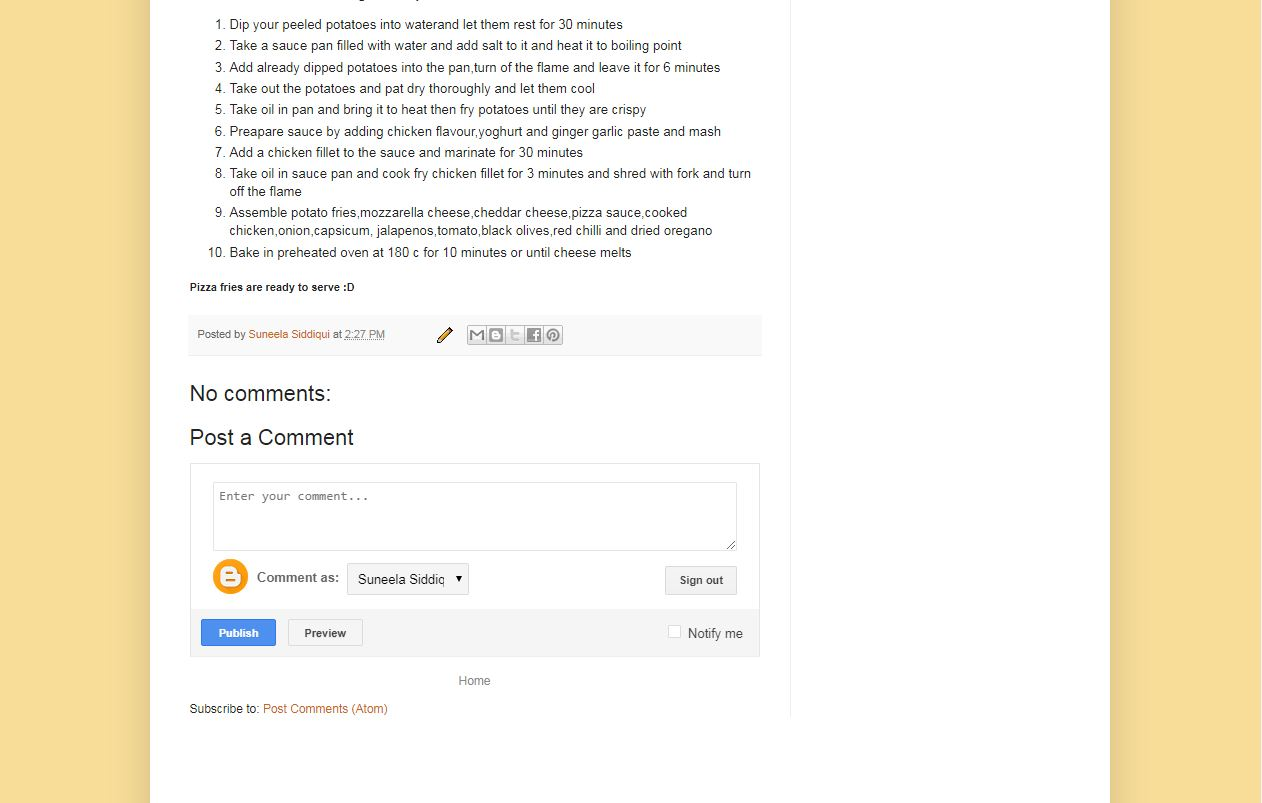 1. Dip your peeled potatoes into waterand let them rest for 30 minutes
2. Take a sauce pan filled with water and add salt to it and heat it to boiling point
3. Add already dipped potatoes into the pan,turn of the flame and leave it for 6 minutes
4. Take out the potatoes and pat dry thoroughly and let them cool
5. Take oil in pan and bring it to heat then fry potatoes until they are crispy
6. Preapare sauce by adding chicken flavour,yoghurt and ginger garlic paste and mash
7. Add a chicken fillet to the sauce and marinate for 30 minutes
8. Take oil in sauce pan and cook fry chicken fillet for 3 minutes and shred with fork and turn
off the flame
9. Assemble potato fries,mozzarella cheese,cheddar cheese,pizza sauce,cooked
chicken,onion,capsicum, jalapenos,tomato,black olives,red chilli and dried oregano
10. Bake in preheated oven at 180 c for 10 minutes or until cheese melts
Pizza fries are ready to serve :D
Posted by Suneela Siddiqui at 2:27 PM
No comments:
Post a Comment
Enter your comment...
Comment as: Suneela Siddiq
Sign out
Publish Preview Notify me
Home
Subscribe to: Post Comments (Atom)